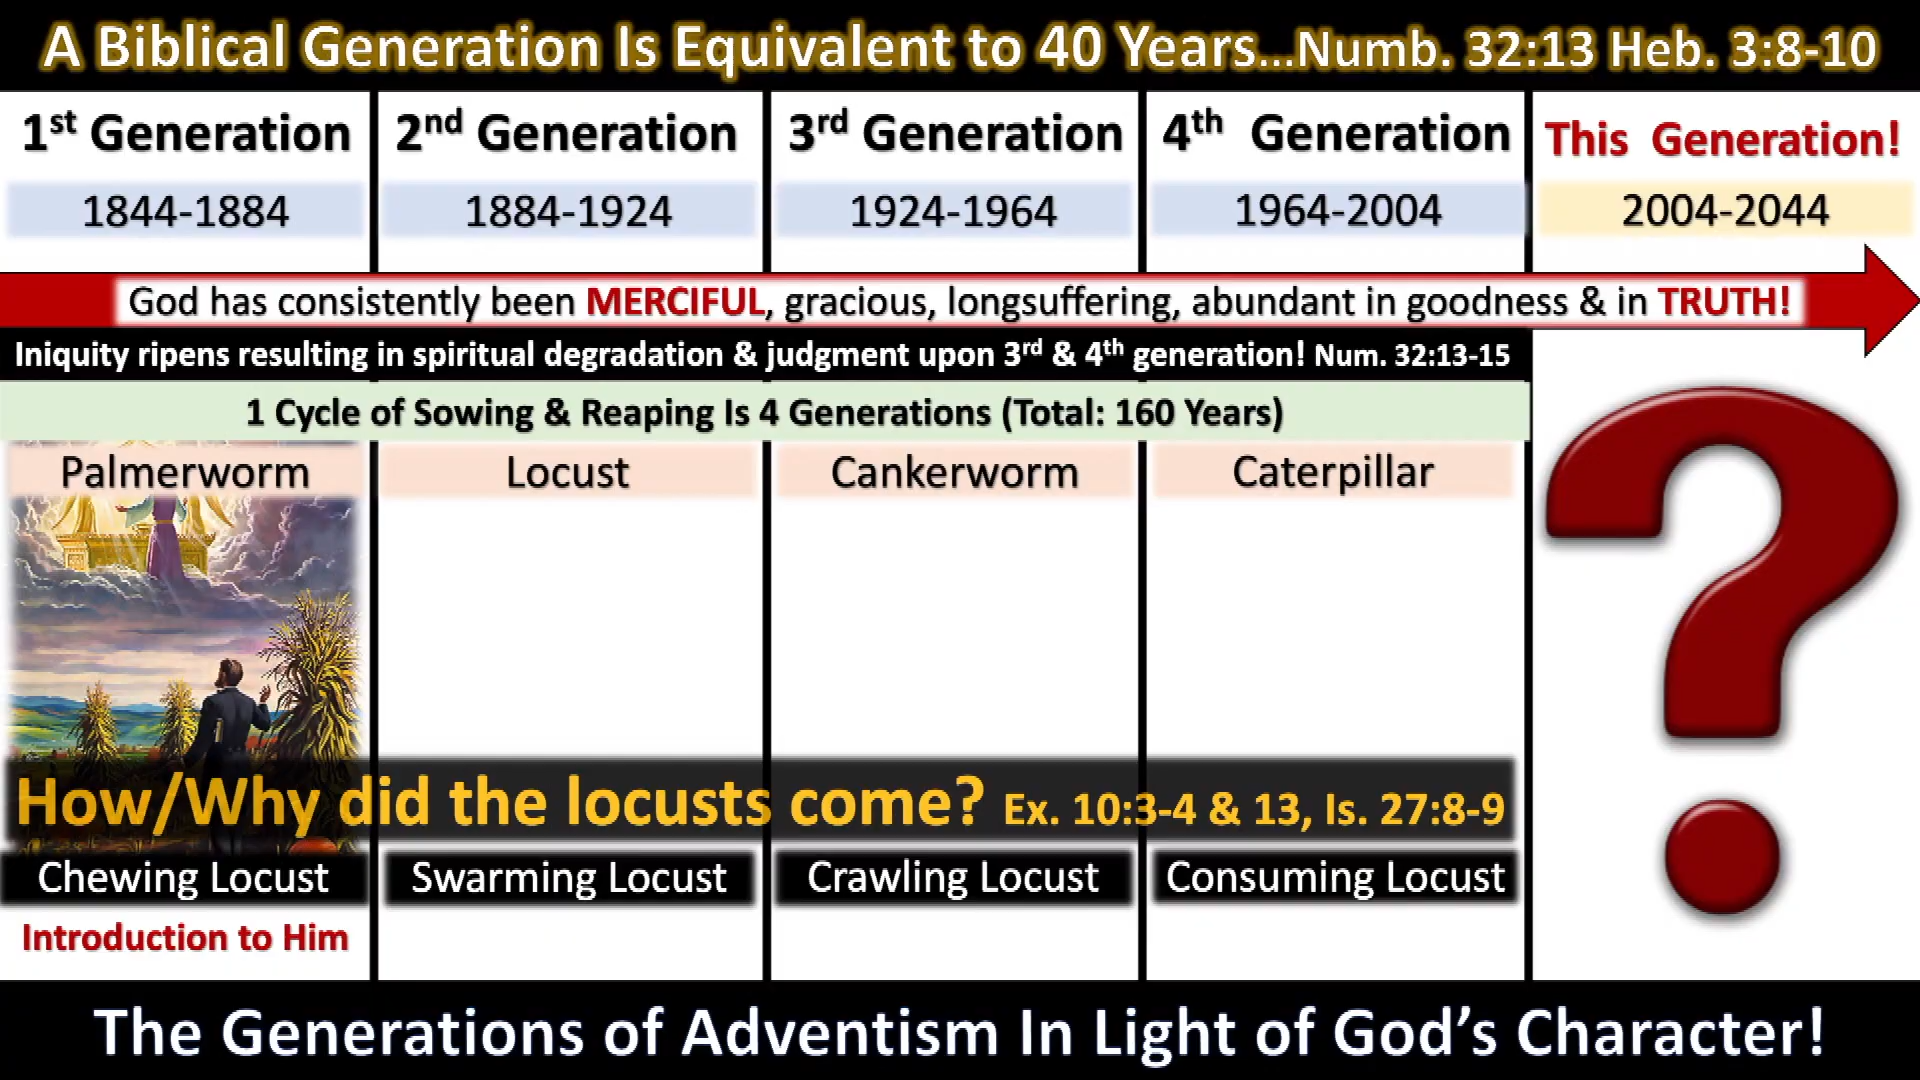 A Biblical Generation Is Equivalent to 40 Years...Numb. 32:13 Heb. 3:8-10
1st Generation
2nd Generation
3rd Generation
4th Generation
This Generation!
1844-1884
1884-1924
1924-1964
1964-2004
2004-2044
God has consistently been MERCIFUL, gracious, longsuffering, abundant in goodness & in TRUTH!
Iniquity ripens resulting in spiritual degradation & judgment upon 3rd & 4th generation! Num. 32:13-15
1 Cycle of Sowing & Reaping Is 4 Generations (Total: 160 Years)
Palmerworm
Locust
Cankerworm
Caterpillar
?
How/Why did the locusts come? Ex. 10:3-4 & 13, Is. 27:8-9
Chewing Locust
Swarming Locust
Crawling Locust
Consuming Locust
Introduction to Him
The Generations of Adventism In Light of God’s Character!